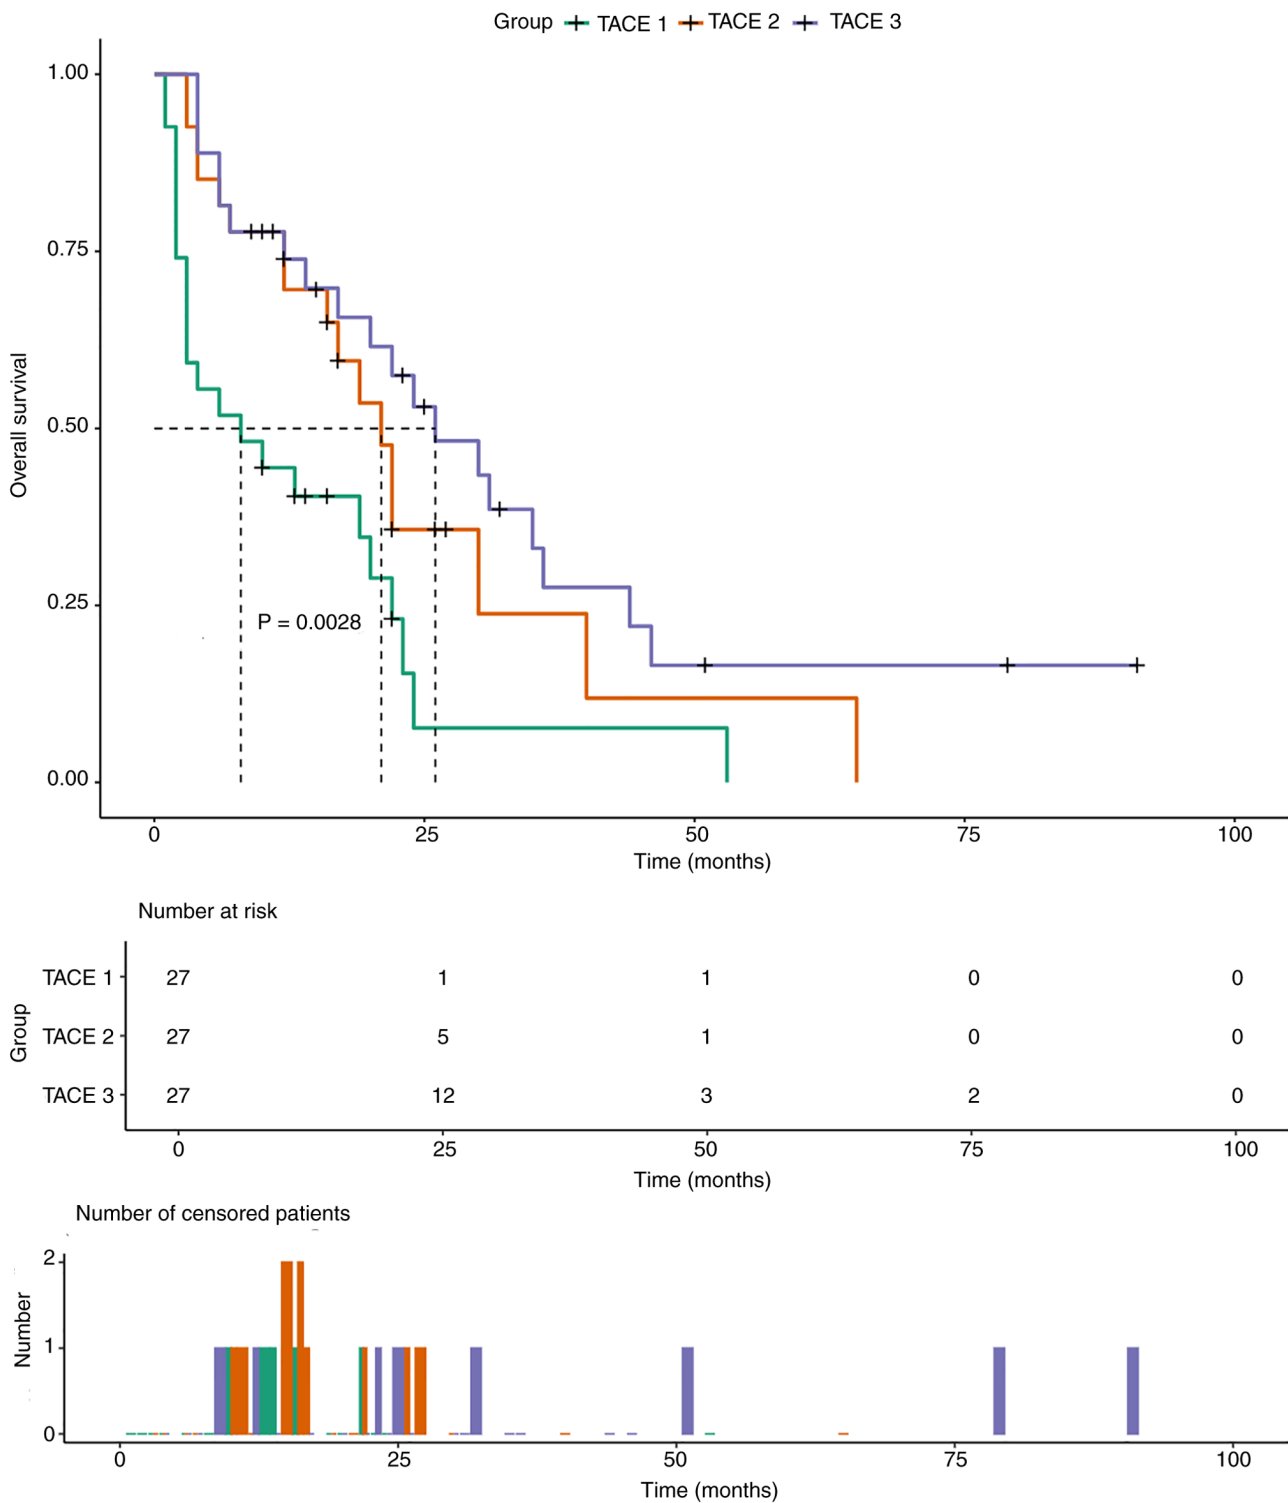 Group TACE 1 TACE 2 TACE 3
1.00
0.75
0.50
0.25
0.00
Overall survival
P = 0.0028
0 25 50 75 100
Time (months)
Number at risk
Group
TACE 1 27 1 1 0 0
TACE 2 27 5 1 0 0
TACE 3 27 12 3 2 0
0 25 50 75 100
Time (months)
Number of censored patients
2
1
0
Number
0 25 50 75 100
Time (months)